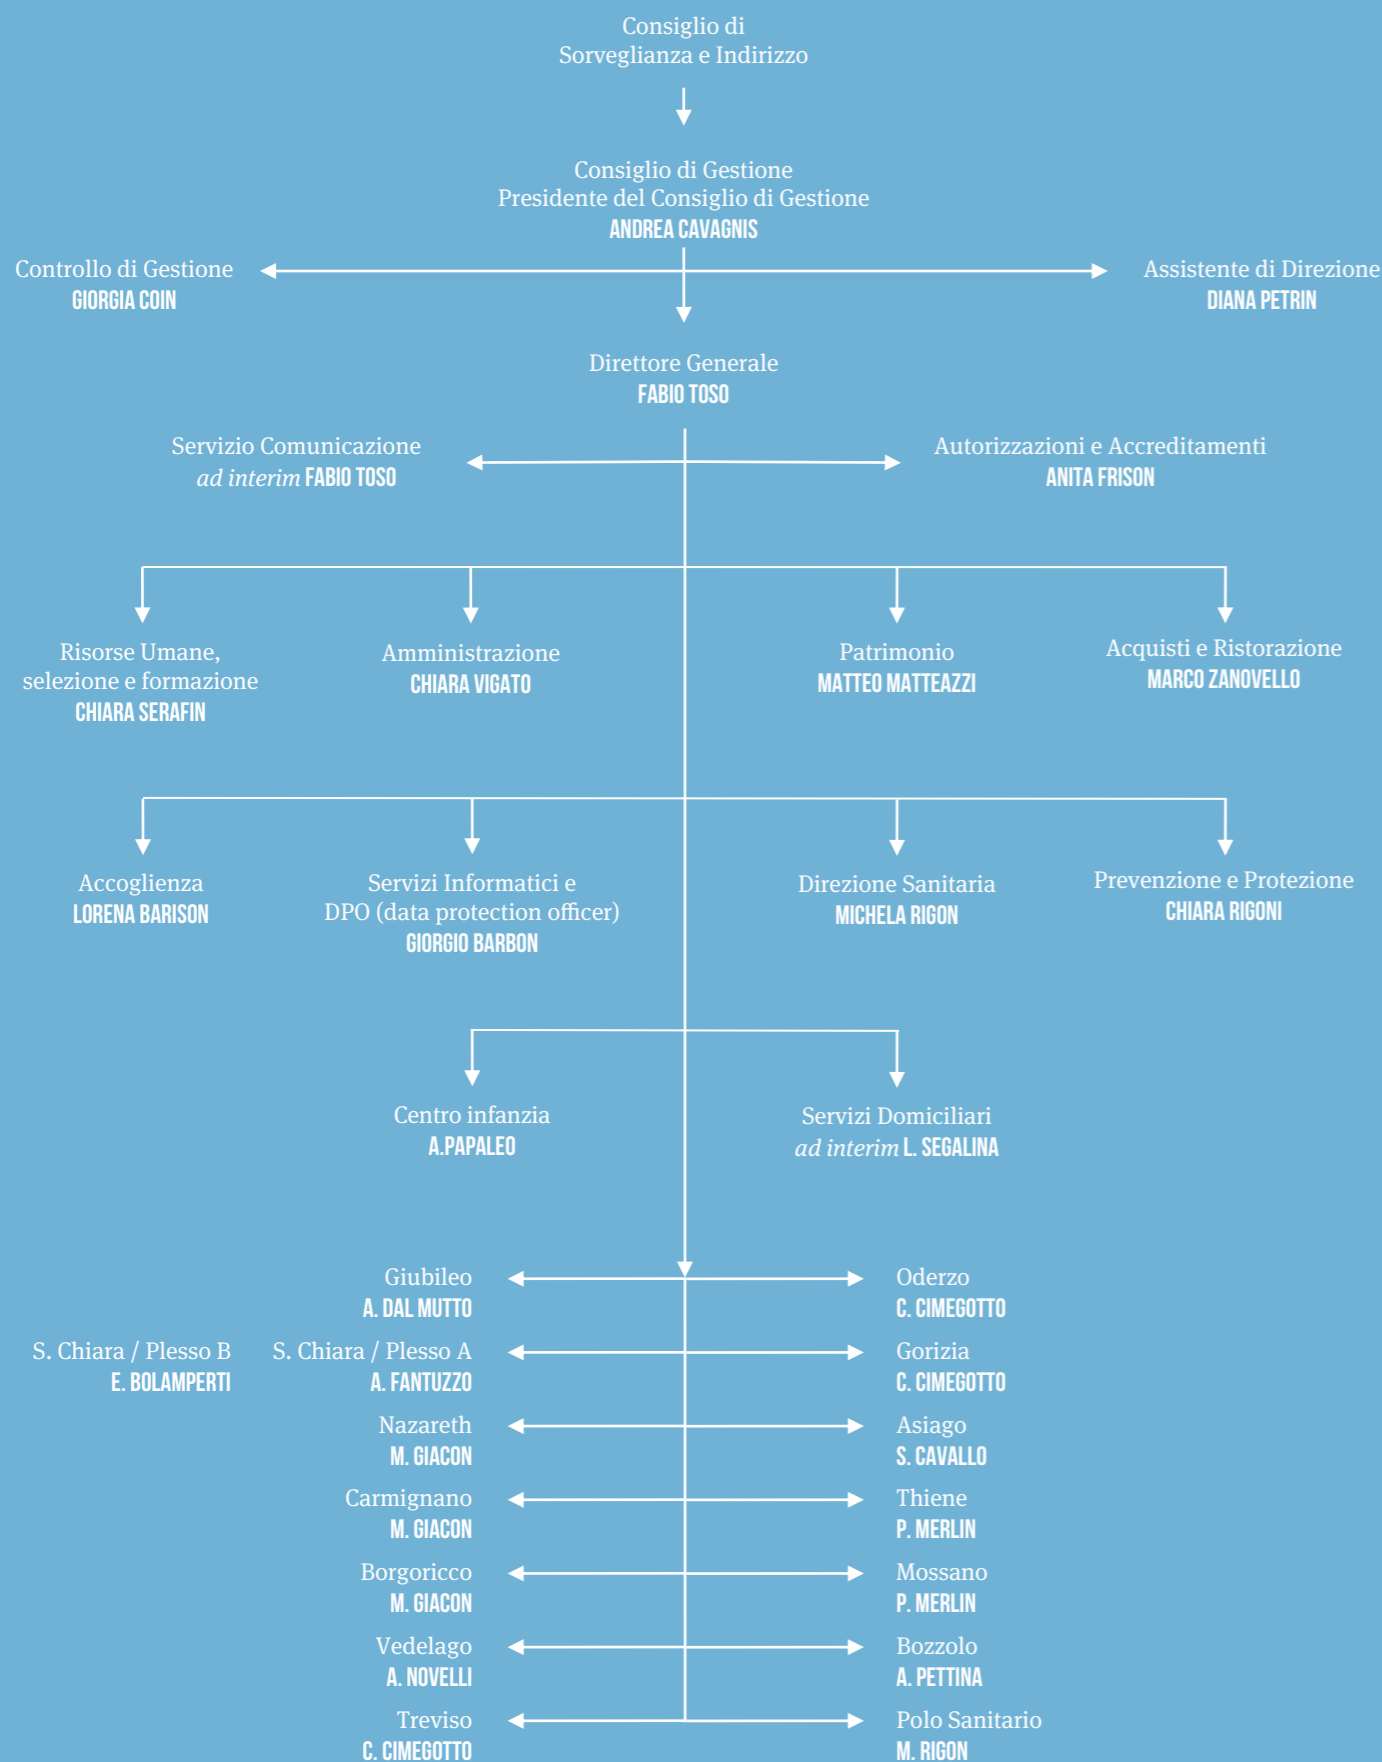 Consiglio di
Sorveglianza e Indirizzo
Consiglio di Gestione
Presidente del Consiglio di Gestione
ANDREA CAVAGNIS
Controllo di Gestione
GIORGIA COIN
Assistente di Direzione
DIANA PETRIN
Direttore Generale
FABIO TOSO
Servizio Comunicazione
ad interim FABIO TOSO
Autorizzazioni e Accreditamenti
ANITA FRISON
Risorse Umane,
selezione e formazione
CHIARA SERAFIN
Amministrazione
CHIARA VIGATO
Patrimonio
MATTEO MATTEAZZI
Acquisti e Ristorazione
MARCO ZANOVELLO
Accoglienza
LORENA BARISON
Servizi Informatici e
DPO (data protection officer)
GIORGIO BARBON
Direzione Sanitaria
MICHELA RIGON
Prevenzione e Protezione
CHIARA RIGONI
Centro infanzia
A.PAPALEO
Servizi Domiciliari
ad interim L. SEGALINA
Giubileo
A. DAL MUTTO
Oderzo
C. CIMEGOTTO
S. Chiara / Plesso B
E. BOLAMPERTI
S. Chiara / Plesso A
A. FANTUZZO
Gorizia
C. CIMEGOTTO
Nazareth
M. GIACON
Asiago
S. CAVALLO
Carmignano
M. GIACON
Thiene
P. MERLIN
Borgoricco
M. GIACON
Mossano
P. MERLIN
Vedelago
A. NOVELLI
Bozzolo
A. PETTINA
Treviso
C. CIMEGOTTO
Polo Sanitario
M. RIGON